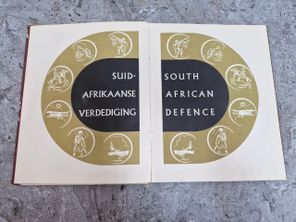 SUID-
AFRIKAANSE
VERDEDIGING
SOUTH
AFRICAN
DEFENCE